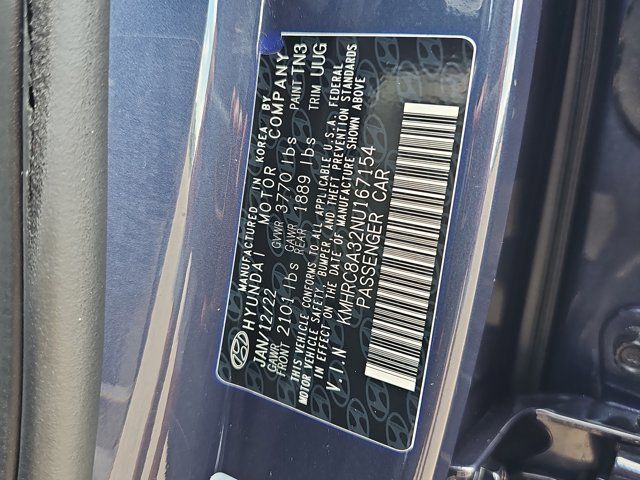 MANUFACTURED IN KOREA BY
HYUNDAI MOTOR COMPANY
JAN/12/22 GVWR 3770 lbs PAINT TN3
GAWR FRONT 2101 lbs GAWR REAR 1889 lbs TRIM UUG
THIS VEHICLE CONFORMS TO ALL APPLICABLE U.S.A. FEDERAL
MOTOR VEHICLE SAFETY, BUMPER, AND THEFT PREVENTION STANDARDS
IN EFFECT ON THE DATE OF MANUFACTURE SHOWN ABOVE
V.I.N KMHRC8A32NU167154
PASSENGER CAR